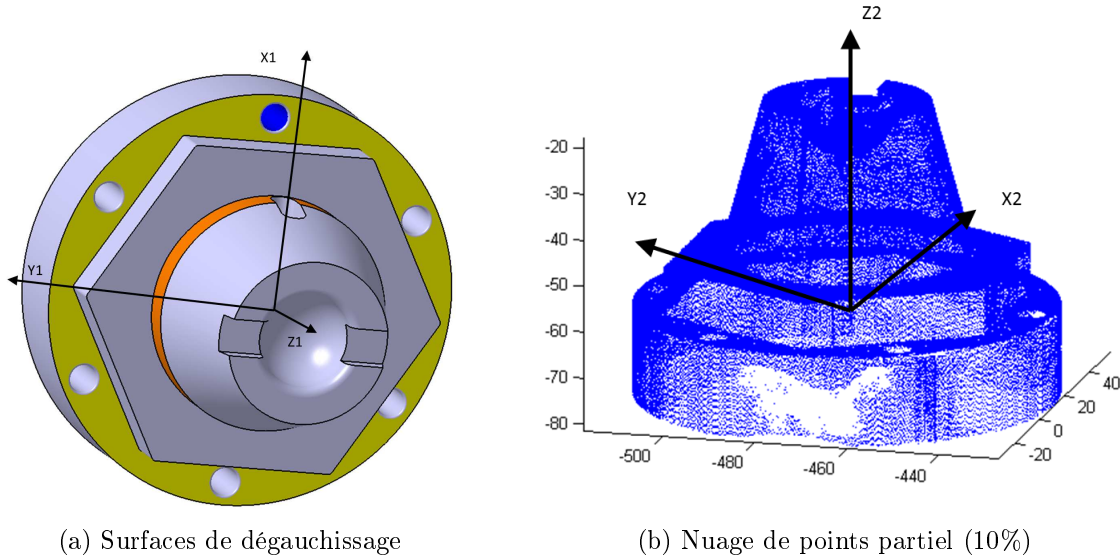 X1
Y1
Z1
Z2
Y2
X2
-20
-30
-40
-50
-60
-70
-80
-500
-480
-460
-440
-20
0
20
40
(a) Surfaces de dégauchissage
(b) Nuage de points partiel (10%)